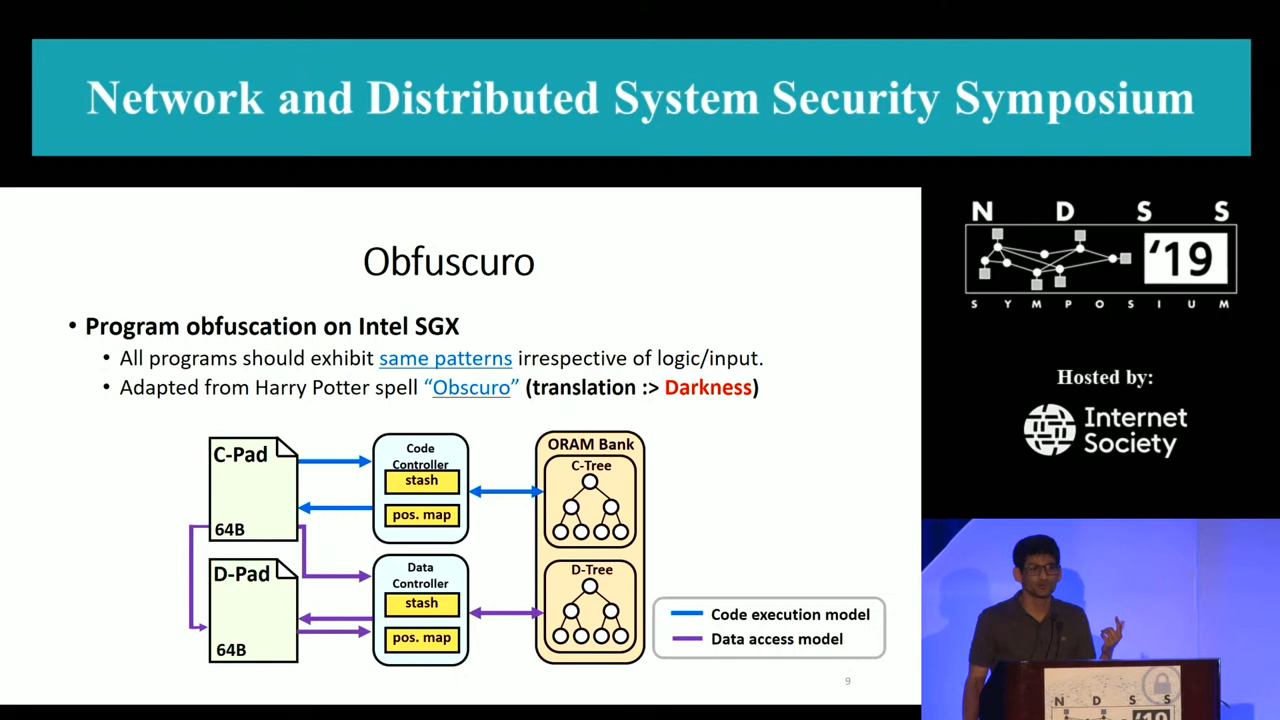 Network and Distributed System Security Symposium
Obfuscuro
• Program obfuscation on Intel SGX
• All programs should exhibit same patterns irrespective of logic/input.
• Adapted from Harry Potter spell “Obscuro” (translation :> Darkness)
C-Pad
64B
D-Pad
64B
Code
Controller
stash
pos. map
Data
Controller
stash
pos. map
ORAM Bank
C-Tree
D-Tree
Code execution model
Data access model
9
N D S S
‘19
S Y M P O S I U M
Hosted by:
Internet
Society
N D S S
'19